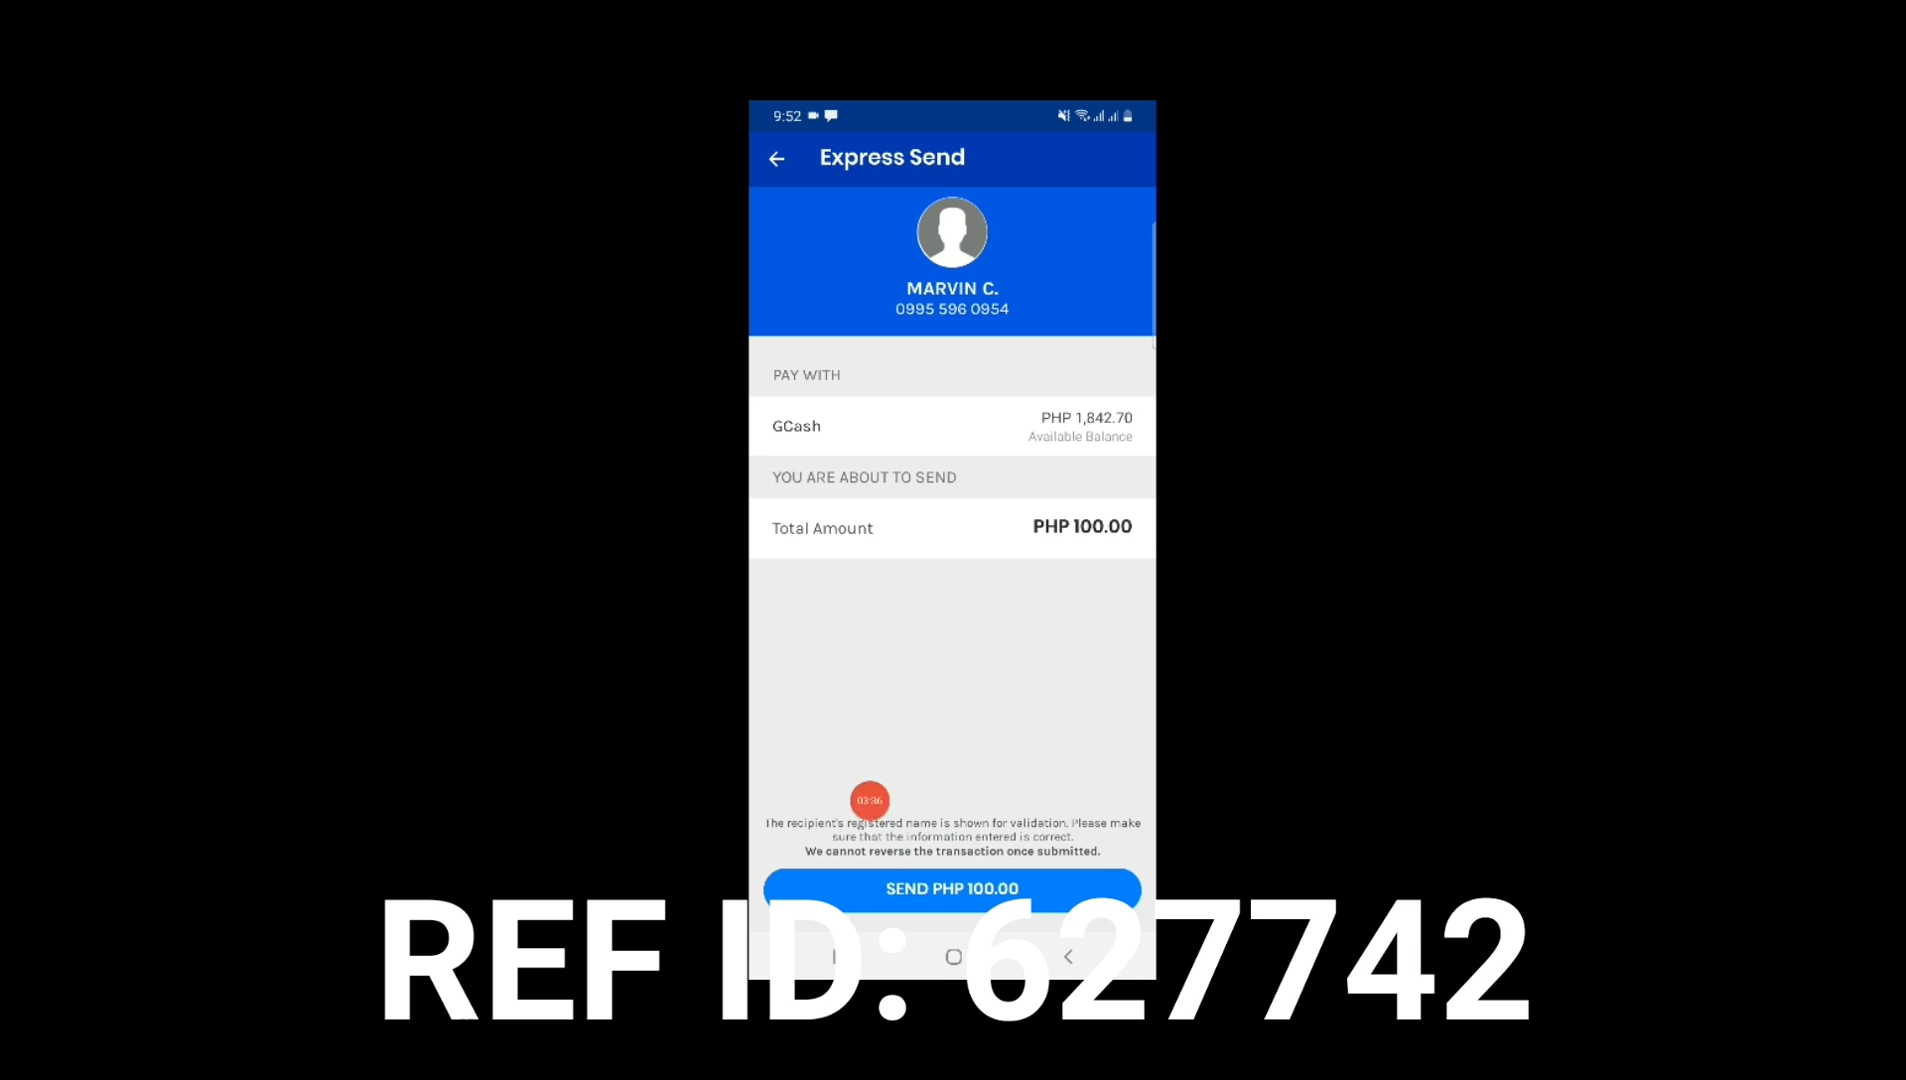 9:52
Express Send
MARVIN C.
0995 596 0954
PAY WITH
GCash
PHP 1,842.70
Available Balance
YOU ARE ABOUT TO SEND
Total Amount
PHP 100.00
03:36
The recipient's registered name is shown for validation. Please make
sure that the information entered is correct.
We cannot reverse the transaction once submitted.
SEND PHP 100.00
REF ID: 627742